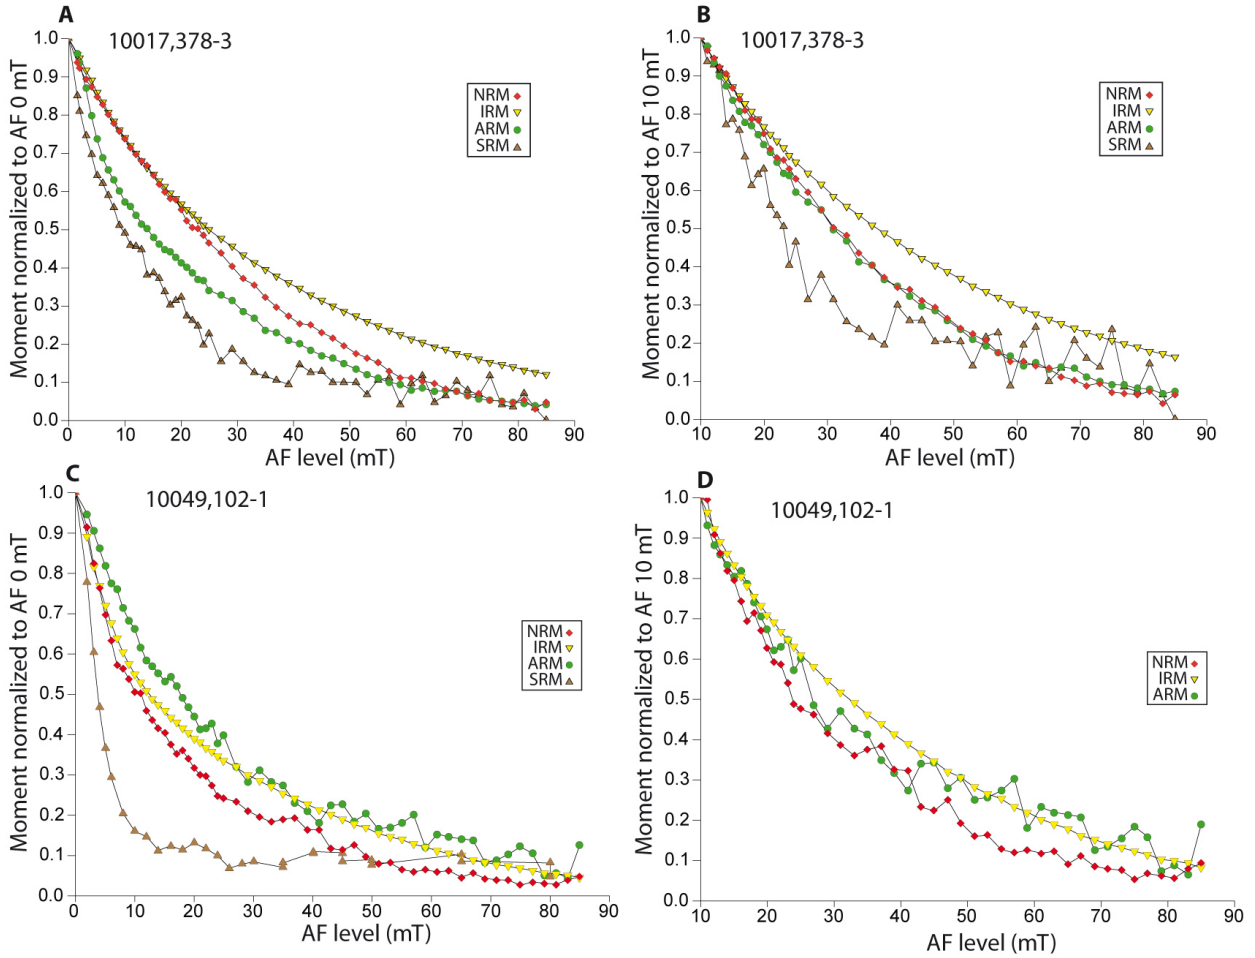 A
10017,378-3
Moment normalized to AF 0 mT
1.0
0.9
0.8
0.7
0.6
0.5
0.4
0.3
0.2
0.1
0.0
NRM
IRM
ARM
SRM
0 10 20 30 40 50 60 70 80 90
AF level (mT)
B
10017,378-3
Moment normalized to AF 10 mT
1.0
0.9
0.8
0.7
0.6
0.5
0.4
0.3
0.2
0.1
0.0
NRM
IRM
ARM
SRM
10 20 30 40 50 60 70 80 90
AF level (mT)
C
10049,102-1
Moment normalized to AF 0 mT
1.0
0.9
0.8
0.7
0.6
0.5
0.4
0.3
0.2
0.1
0.0
NRM
IRM
ARM
SRM
0 10 20 30 40 50 60 70 80 90
AF level (mT)
D
10049,102-1
Moment normalized to AF 10 mT
1.0
0.9
0.8
0.7
0.6
0.5
0.4
0.3
0.2
0.1
0.0
NRM
IRM
ARM
10 20 30 40 50 60 70 80 90
AF level (mT)